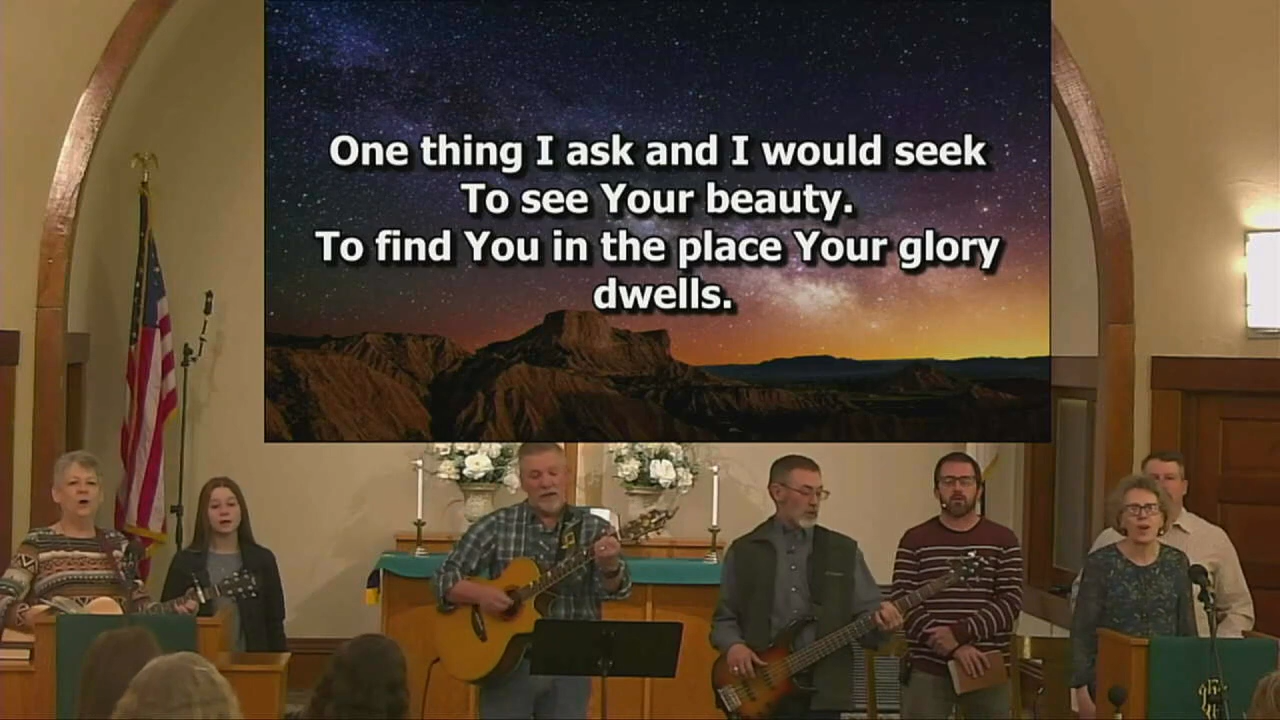 One thing I ask and I would seek
To see Your beauty.
To find You in the place Your glory
dwells.